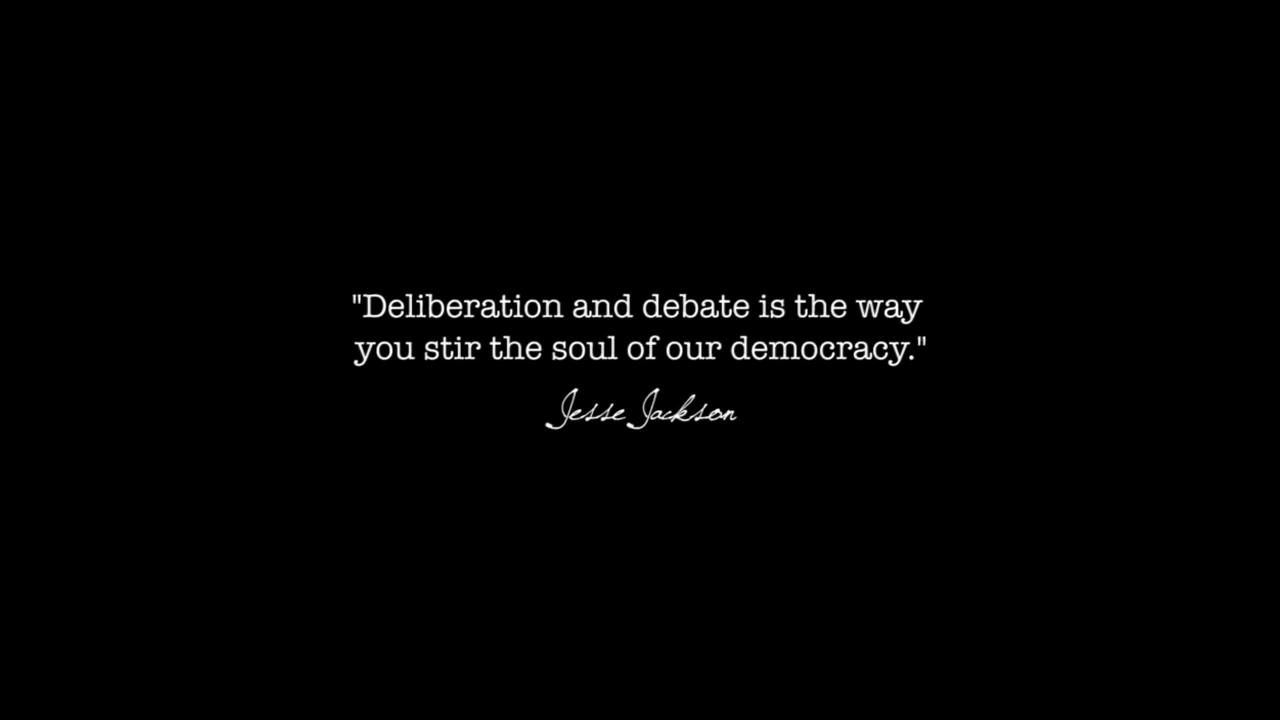 "Deliberation and debate is the way
you stir the soul of our democracy."
Jesse Jackson